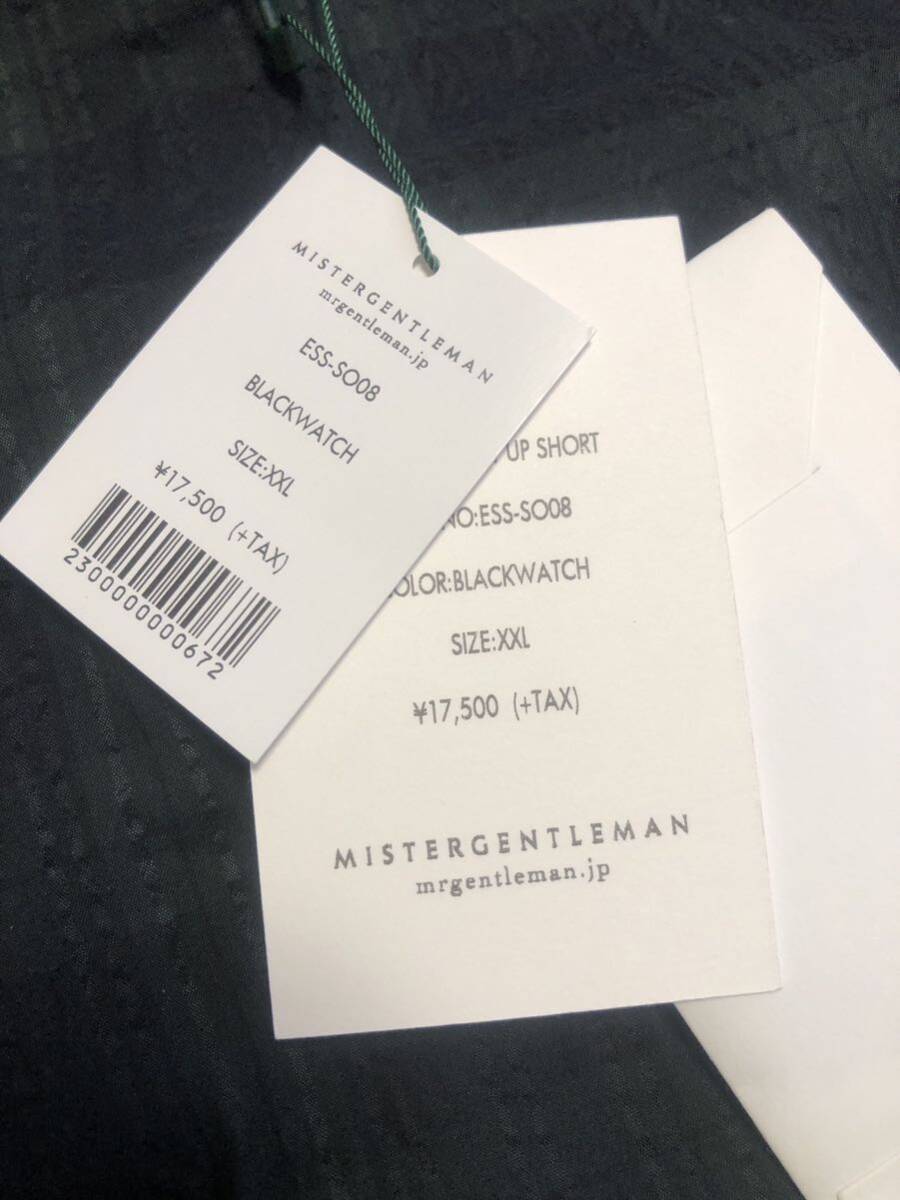 MISTERGENTLEMAN
mrgentleman.jp
ESS-SO08
BLACKWATCH
SIZE:XXL
¥17,500 (+TAX)
2300000000672
UP SHORT
NO:ESS-SO08
OLOR:BLACKWATCH
SIZE:XXL
¥17,500 (+TAX)
MISTERGENTLEMAN
mrgentleman.jp